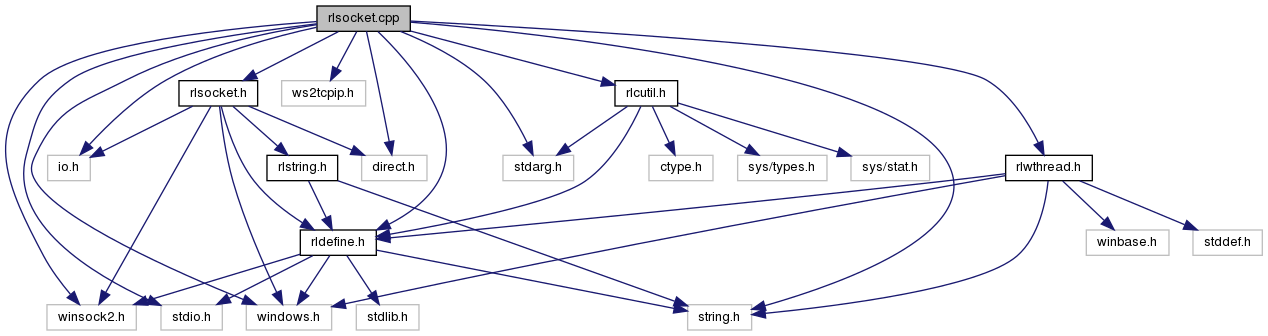 rlsocket.cpp
rlsocket.h
ws2tcpip.h
rlcutil.h
io.h
rlstring.h
direct.h
stdarg.h
ctype.h
sys/types.h
sys/stat.h
rlwthread.h
rldefine.h
winbase.h
stddef.h
winsock2.h
stdio.h
windows.h
stdlib.h
string.h